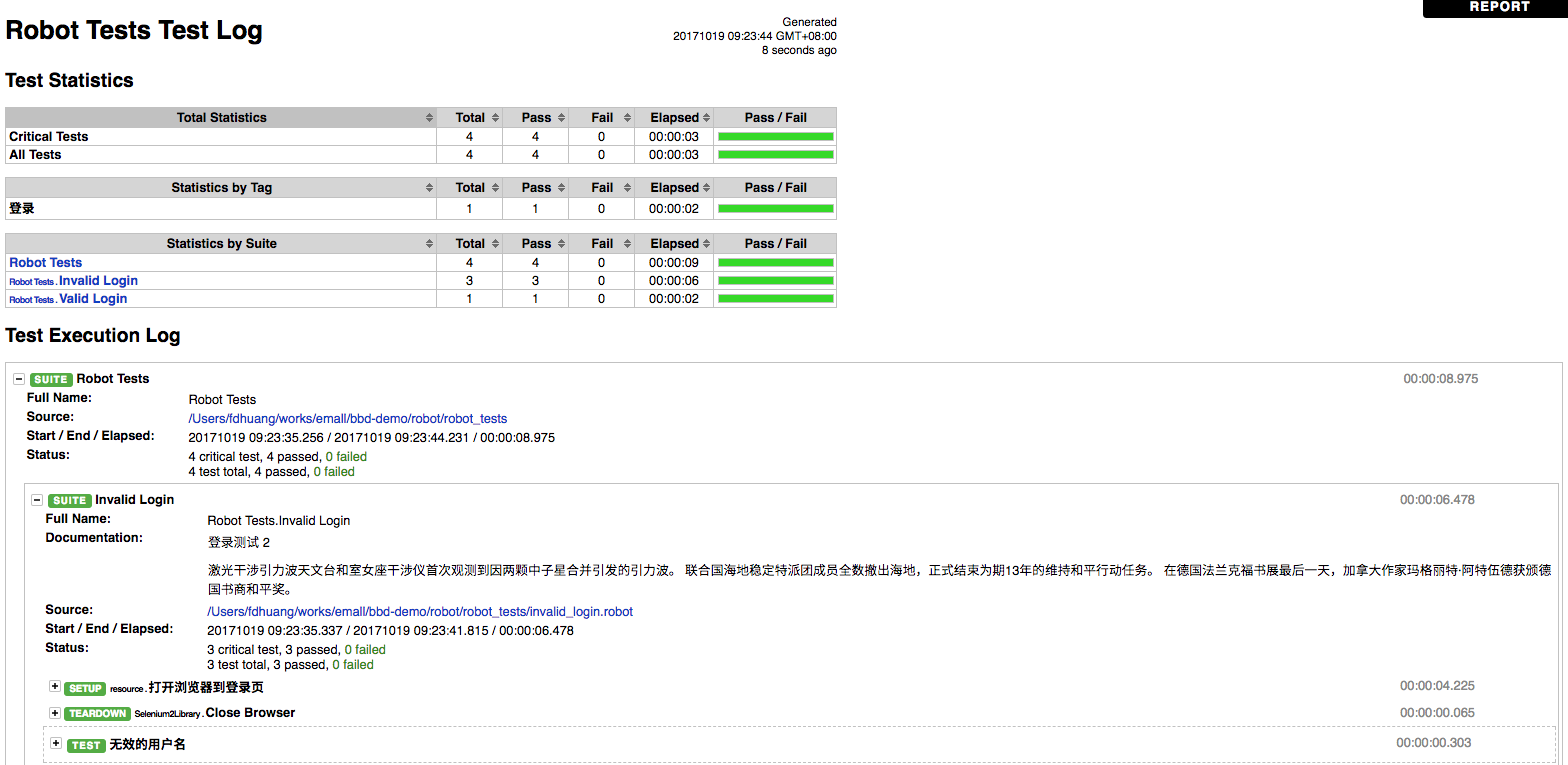 REPORT
Robot Tests Test Log
Generated
20171019 09:23:44 GMT+08:00
8 seconds ago
Test Statistics
Total Statistics Total Pass Fail Elapsed Pass / Fail
Critical Tests 4 4 0 00:00:03
All Tests 4 4 0 00:00:03
Statistics by Tag Total Pass Fail Elapsed Pass / Fail
登录 1 1 0 00:00:02
Statistics by Suite Total Pass Fail Elapsed Pass / Fail
Robot Tests 4 4 0 00:00:09
Robot Tests . Invalid Login 3 3 0 00:00:06
Robot Tests . Valid Login 1 1 0 00:00:02
Test Execution Log
SUITE Robot Tests 00:00:08.975
Full Name: Robot Tests
Source: /Users/fdhuang/works/emall/bbd-demo/robot/robot_tests
Start / End / Elapsed: 20171019 09:23:35.256 / 20171019 09:23:44.231 / 00:00:08.975
Status: 4 critical test, 4 passed, 0 failed
4 test total, 4 passed, 0 failed
SUITE Invalid Login 00:00:06.478
Full Name: Robot Tests.Invalid Login
Documentation: 登录测试 2
激光干涉引力波天文台和室女座干涉仪首次观测到因两颗中子星合并引发的引力波。 联合国海地稳定特派团成员全数撤出海地，正式结束为期13年的维持和平行动任务。 在德国法兰克福书展最后一天，加拿大作家玛格丽特·阿特伍德获颁德
国书商和平奖。
Source: /Users/fdhuang/works/emall/bbd-demo/robot/robot_tests/invalid_login.robot
Start / End / Elapsed: 20171019 09:23:35.337 / 20171019 09:23:41.815 / 00:00:06.478
Status: 3 critical test, 3 passed, 0 failed
3 test total, 3 passed, 0 failed
SETUP resource . 打开浏览器到登录页 00:00:04.225
TEARDOWN Selenium2Library . Close Browser 00:00:00.065
TEST 无效的用户名 00:00:00.303